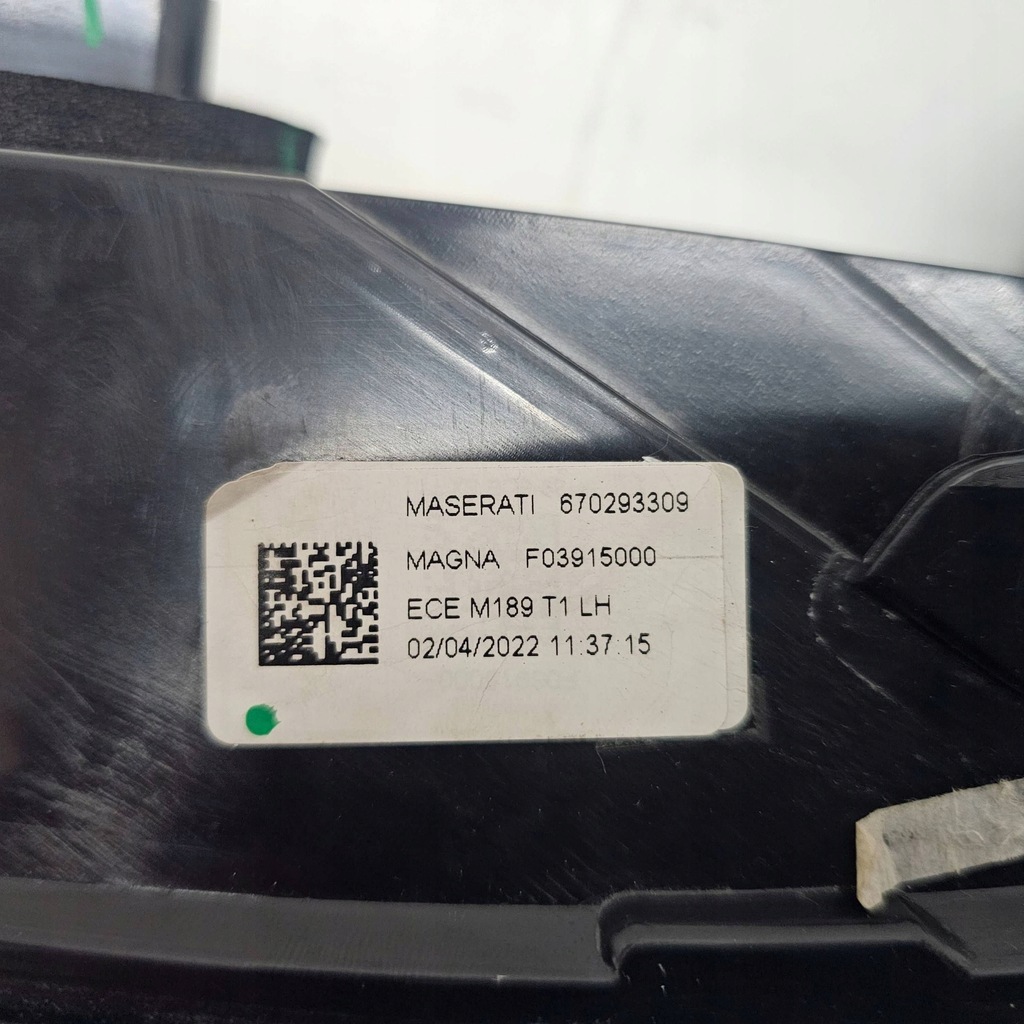 MASERATI 670293309
MAGNA F03915000
ECE M189 T1 LH
02/04/2022 11:37:15